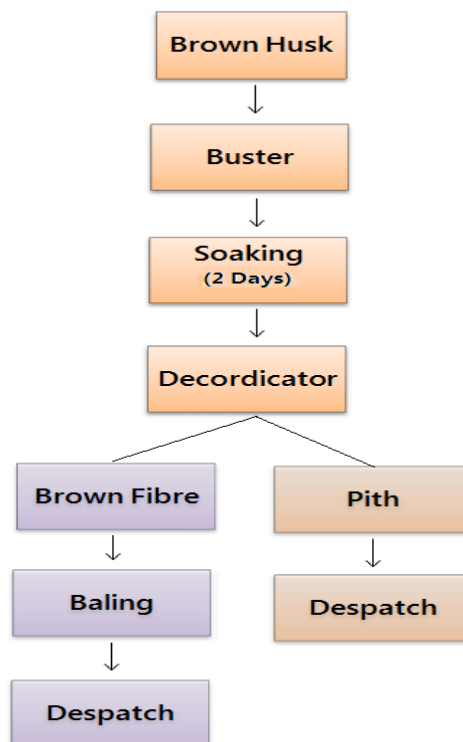 Brown Husk
Buster
Soaking
(2 Days)
Decordicator
Brown Fibre
Pith
Baling
Despatch
Despatch